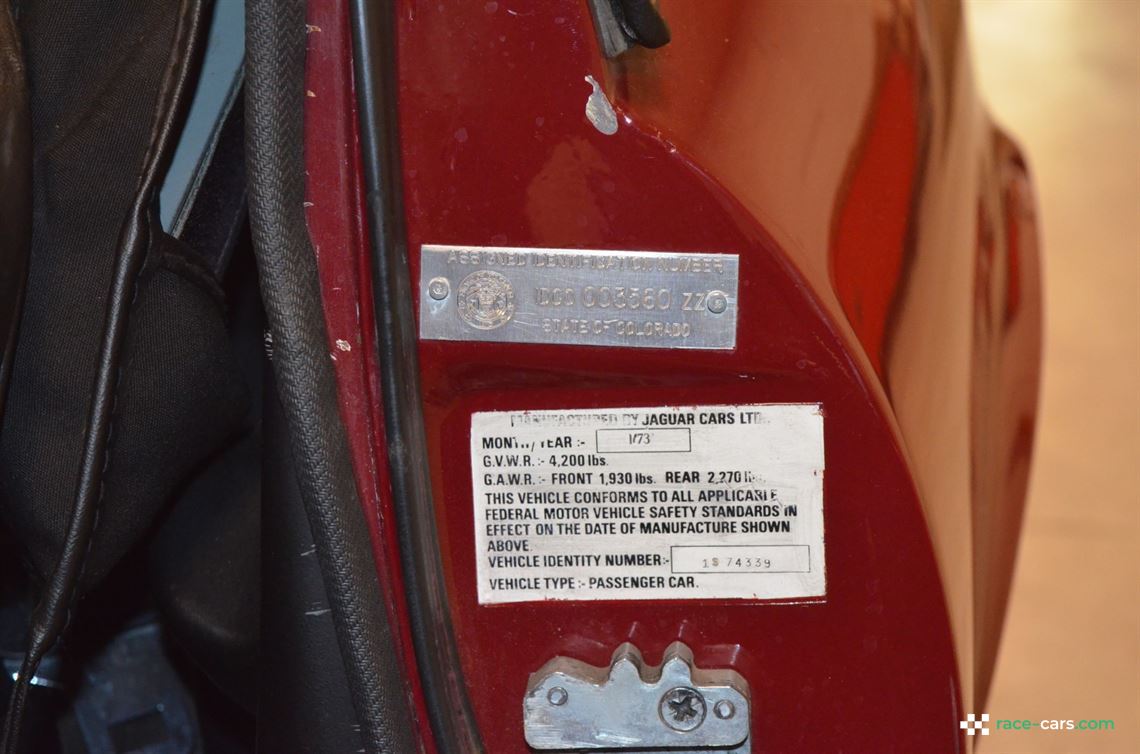 ASSIGNED IDENTIFICATION NUMBER
003560 ZZ
STATE OF COLORADO
MANUFACTURED BY JAGUAR CARS LTD.
MONTH/YEAR :- 1/73
G.V.W.R. :- 4,200 lbs.
G.A.W.R. :- FRONT 1,930 lbs. REAR 2,270 lbs.
THIS VEHICLE CONFORMS TO ALL APPLICABLE
FEDERAL MOTOR VEHICLE SAFETY STANDARDS IN
EFFECT ON THE DATE OF MANUFACTURE SHOWN
ABOVE.
VEHICLE IDENTITY NUMBER:- 1S 74339
VEHICLE TYPE :- PASSENGER CAR.
race-cars.com